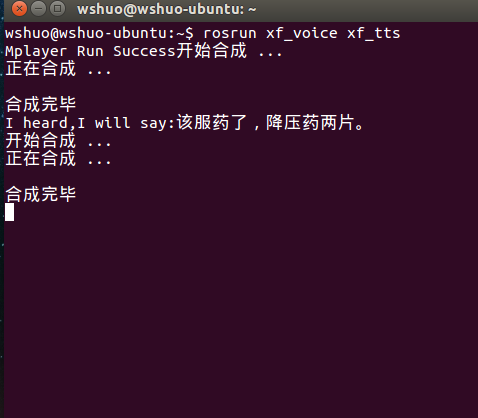 wshuo@wshuo-ubuntu: ~
wshuo@wshuo-ubuntu:~$ rosrun xf_voice xf_tts
Mplayer Run Success开始合成 ...
正在合成 ...
合成完毕
I heard,I will say:该服药了，降压药两片。
开始合成 ...
正在合成 ...
合成完毕